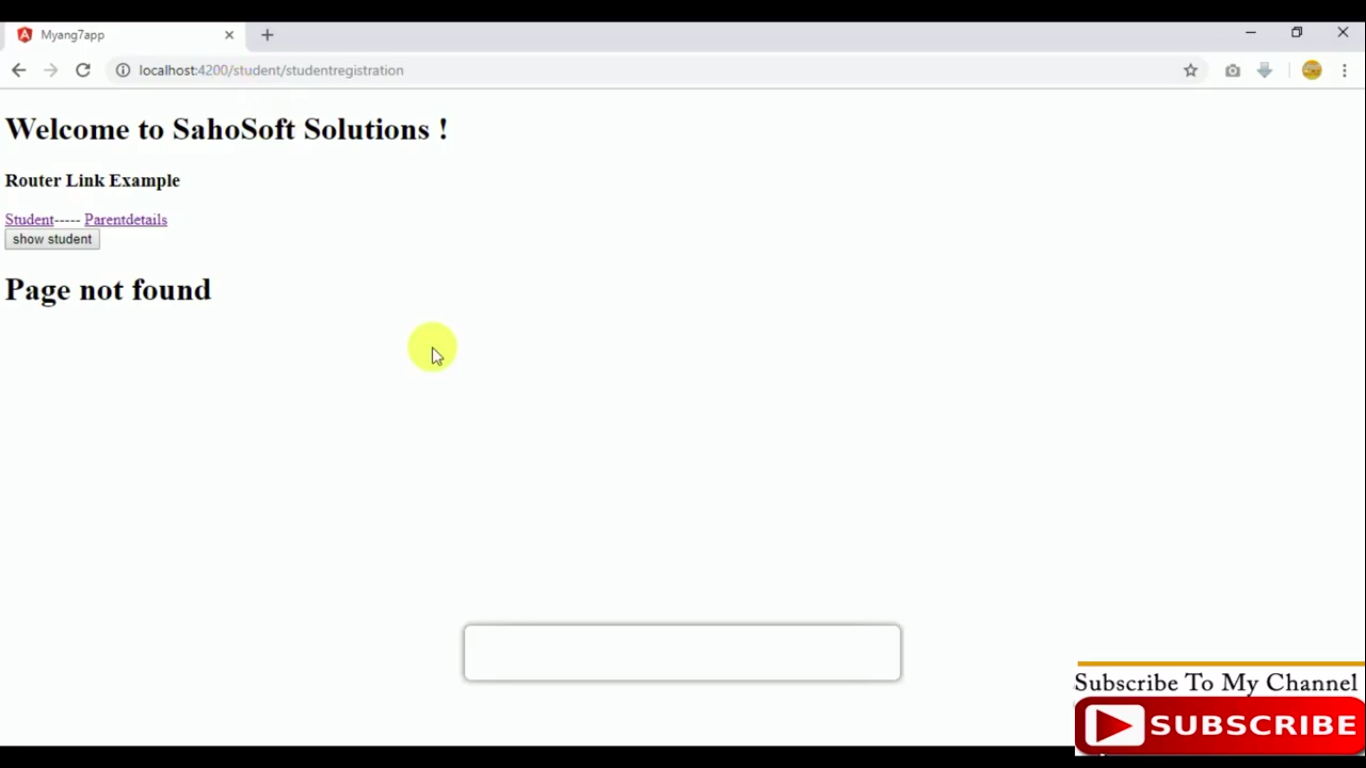 Myang7app
localhost:4200/student/studentregistration
Welcome to SahoSoft Solutions !
Router Link Example
Student----- Parentdetails
show student
Page not found
Subscribe To My Channel
SUBSCRIBE